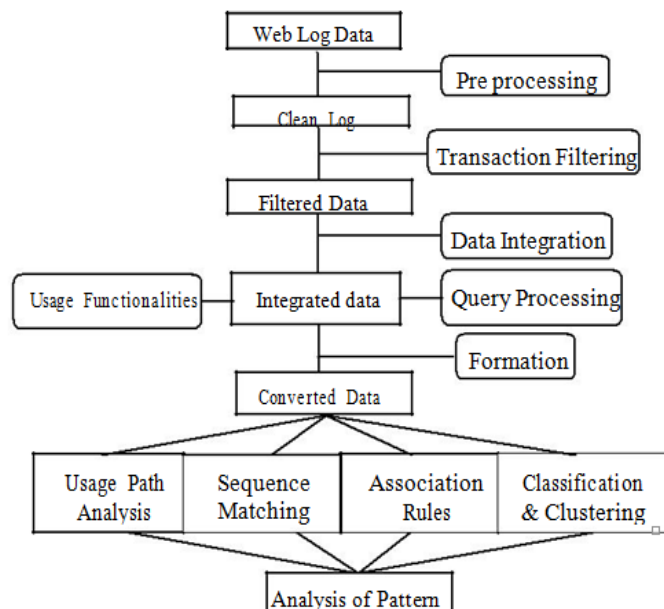 Web Log Data
Pre processing
Clean Log
Transaction Filtering
Filtered Data
Data Integration
Usage Functionalities
Integrated data
Query Processing
Formation
Converted Data
Usage Path
Analysis
Sequence
Matching
Association
Rules
Classification
& Clustering
Analysis of Pattern